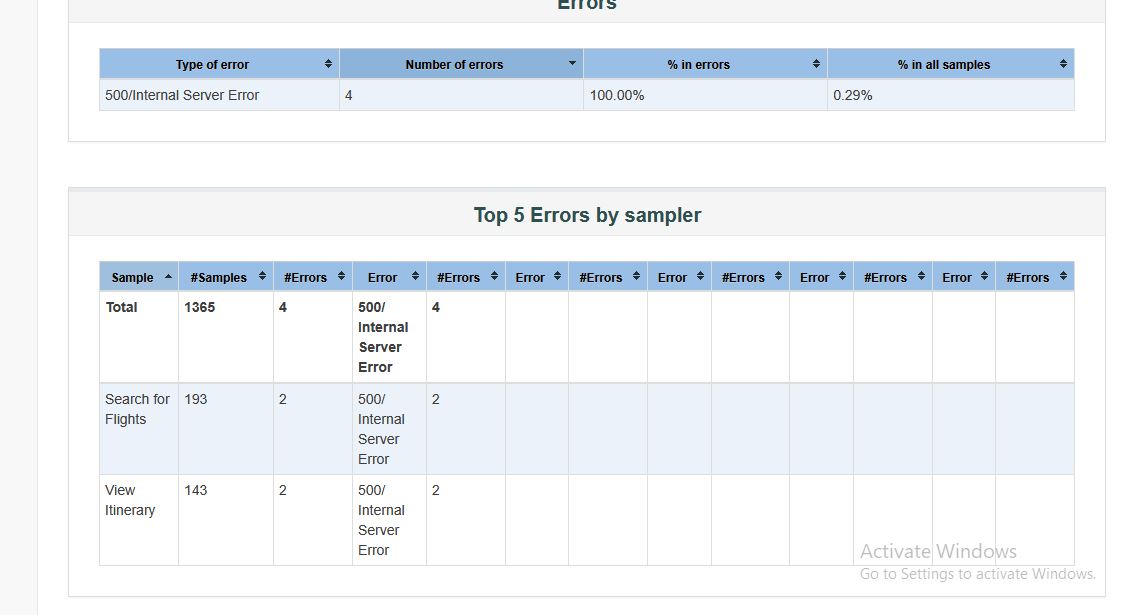 Errors
Type of error Number of errors % in errors % in all samples
500/Internal Server Error 4 100.00% 0.29%
Top 5 Errors by sampler
Sample #Samples #Errors Error #Errors Error #Errors Error #Errors Error #Errors Error #Errors
Total 1365 4 500/ 4
Internal
Server
Error
Search for 193 2 500/ 2
Flights Internal
Server
Error
View 143 2 500/ 2
Itinerary Internal
Server
Error
Activate Windows
Go to Settings to activate Windows.